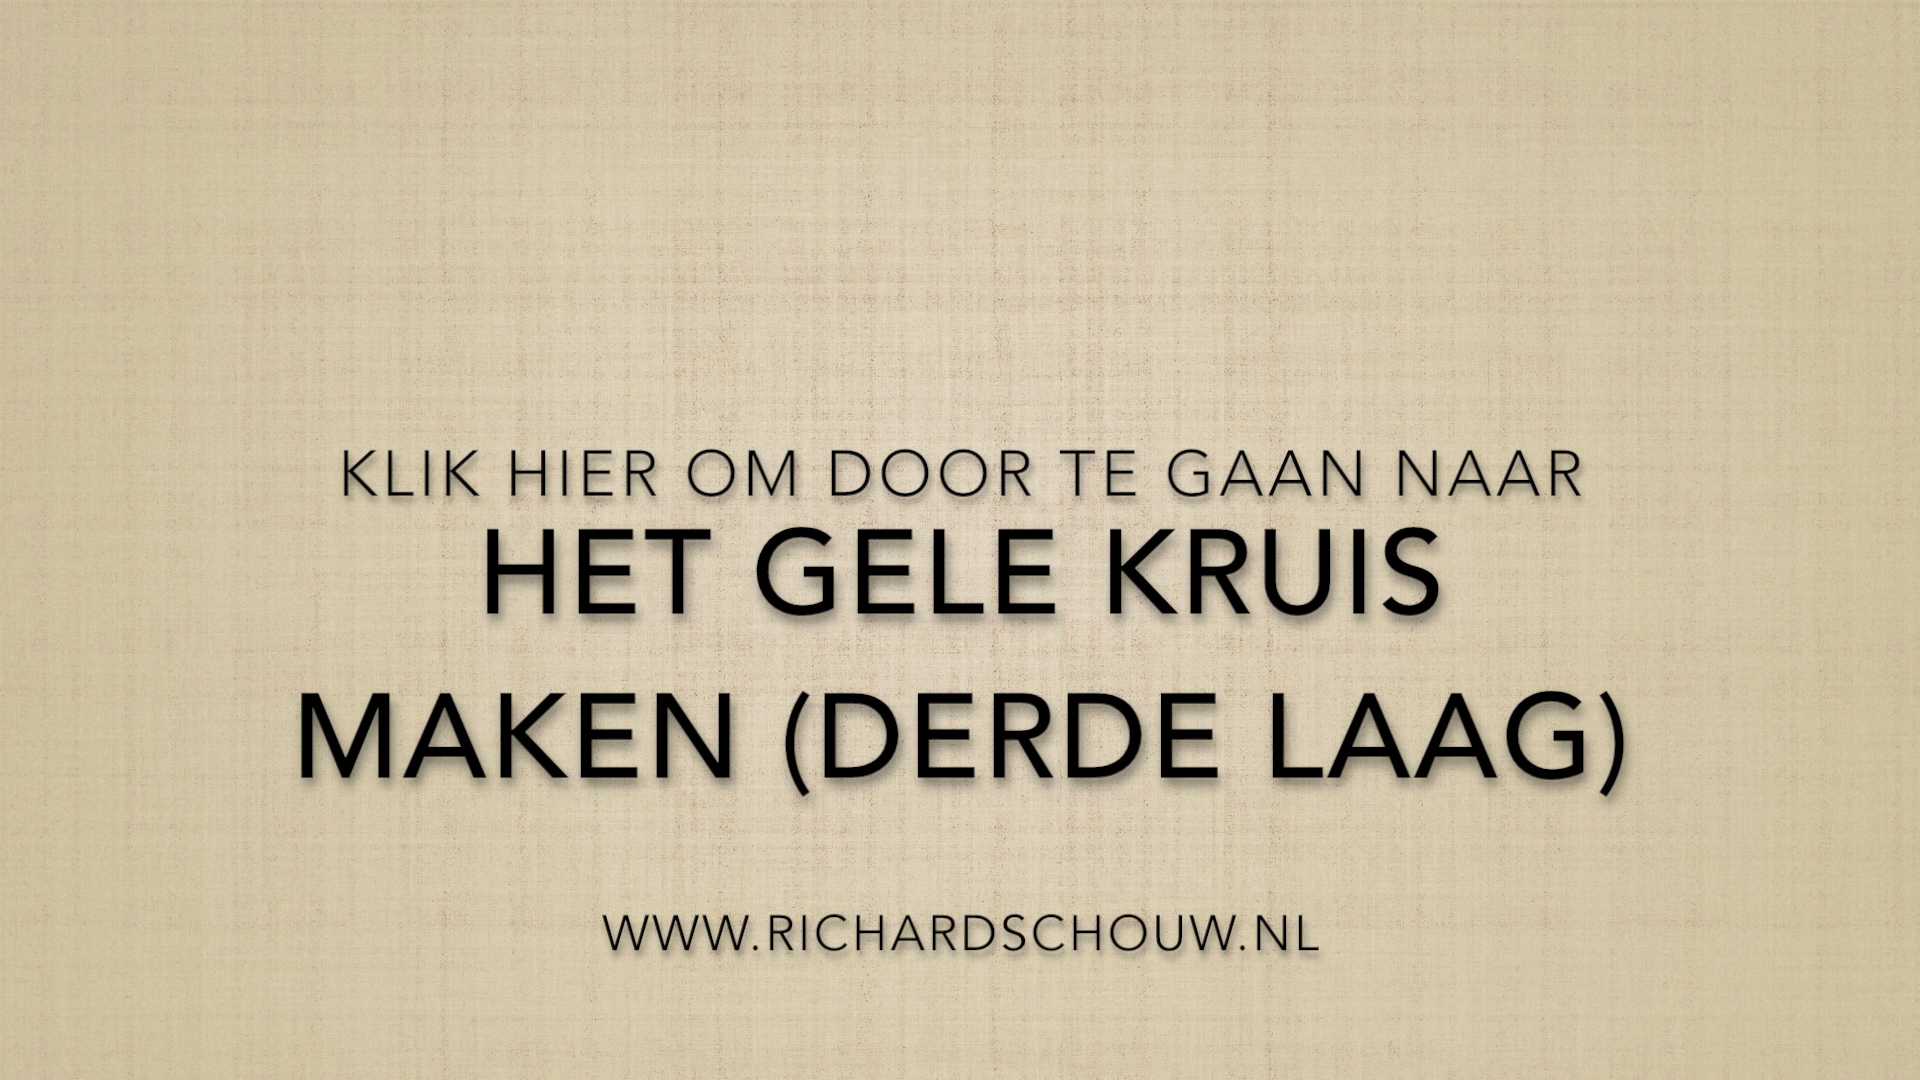 KLIK HIER OM DOOR TE GAAN NAAR
HET GELE KRUIS
MAKEN (DERDE LAAG)
WWW.RICHARDSCHOUW.NL